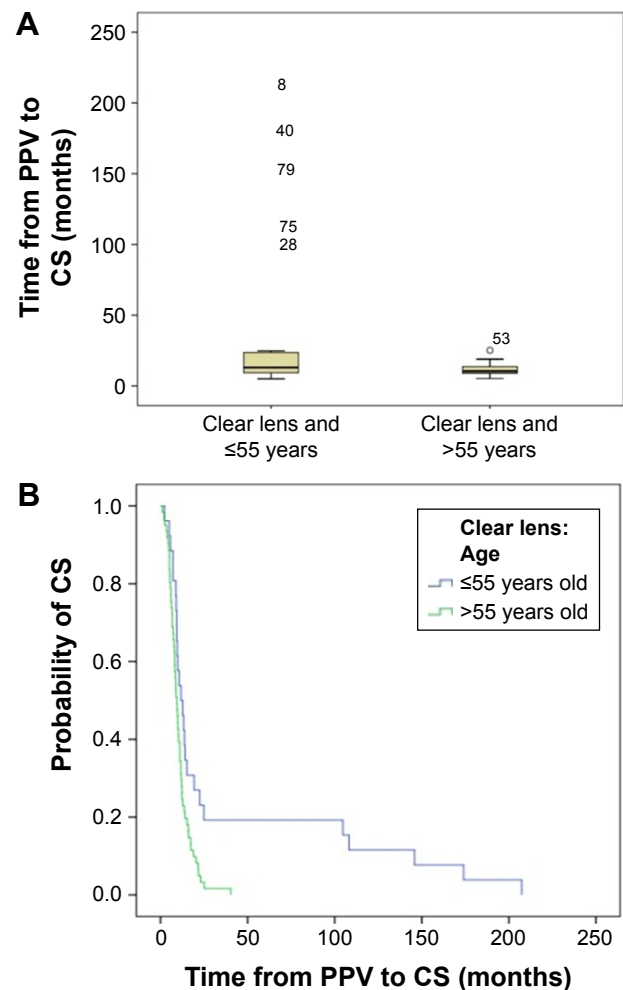 A
Time from PPV to
CS (months)
250
200
150
100
50
0
8
40
79
75
28
53
Clear lens and
≤55 years
Clear lens and
>55 years
B
Probability of CS
1.0
0.8
0.6
0.4
0.2
0.0
Clear lens:
Age
≤55 years old
>55 years old
0 50 100 150 200 250
Time from PPV to CS (months)